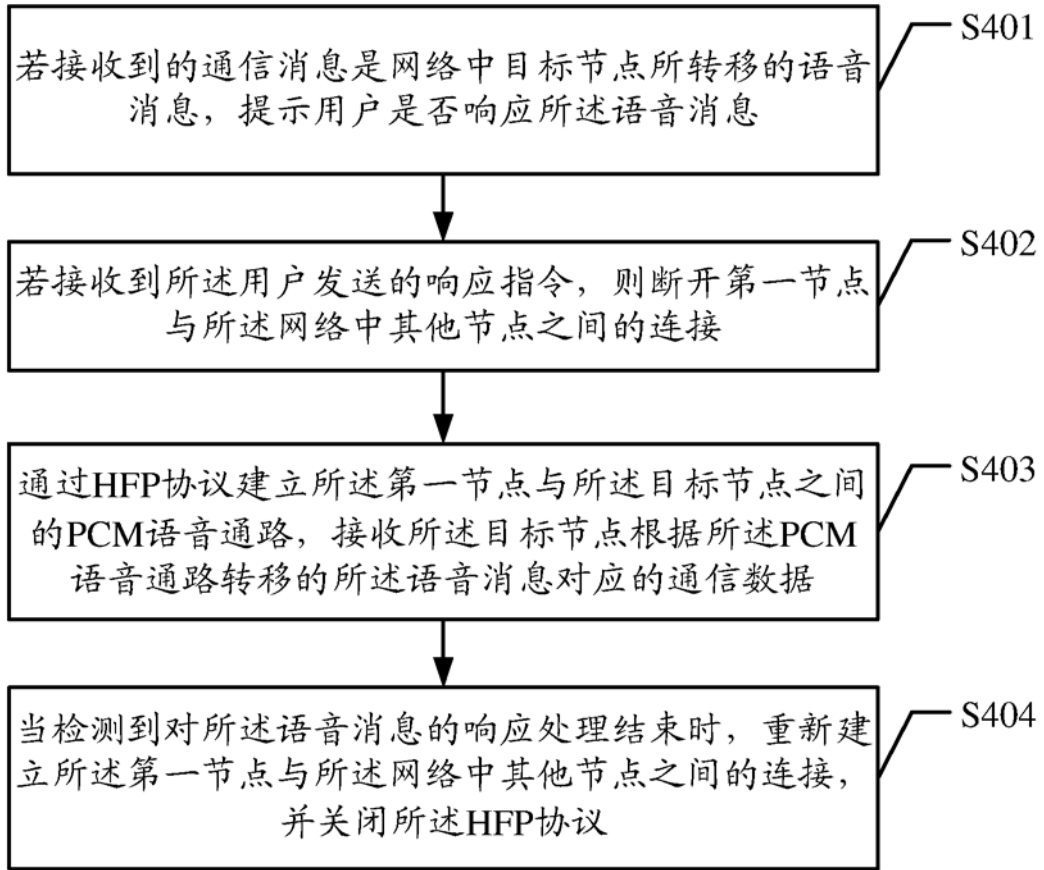 若接收到的通信消息是网络中目标节点所转移的语音
消息，提示用户是否响应所述语音消息
S401
若接收到所述用户发送的响应指令，则断开第一节点
与所述网络中其他节点之间的连接
S402
通过HFP协议建立所述第一节点与所述目标节点之间
的PCM语音通路，接收所述目标节点根据所述PCM
语音通路转移的所述语音消息对应的通信数据
S403
当检测到对所述语音消息的响应处理结束时，重新建
立所述第一节点与所述网络中其他节点之间的连接，
并关闭所述HFP协议
S404